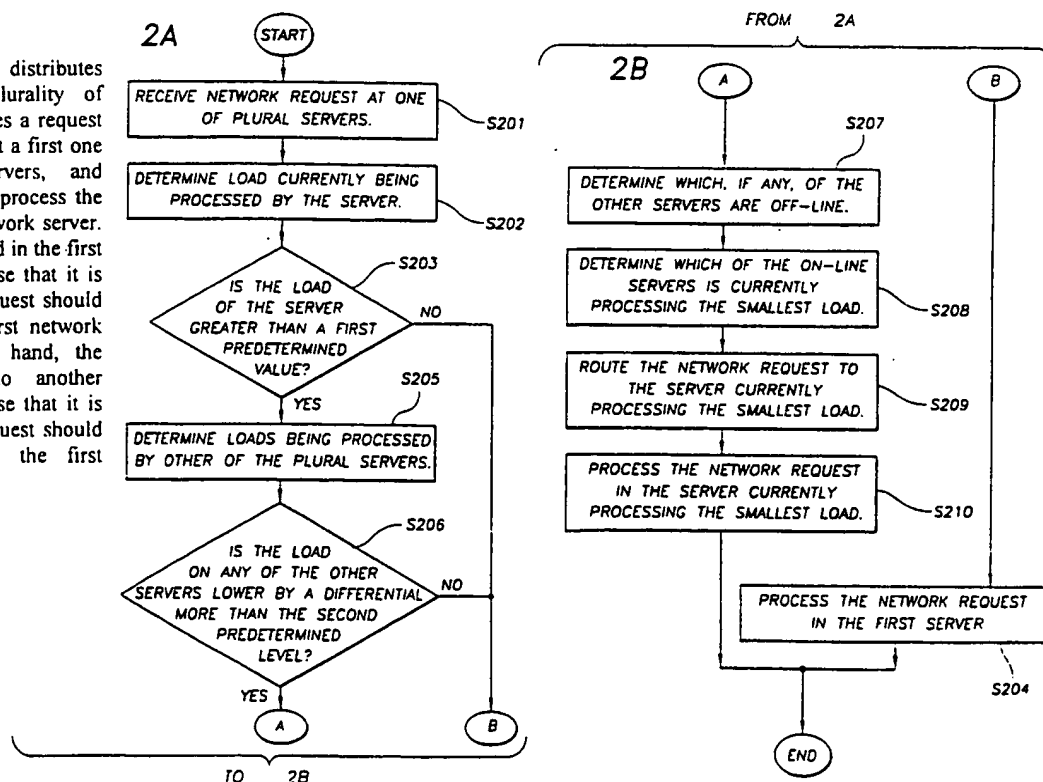 distributes
lurality of
es a request
t a first one
rvers, and
process the
work server.
d in the first
se that it is
uest should
rst network
hand, the
o another
se that it is
uest should
the first
2A
START
RECEIVE NETWORK REQUEST AT ONE
OF PLURAL SERVERS.
S201
DETERMINE LOAD CURRENTLY BEING
PROCESSED BY THE SERVER.
S202
IS THE LOAD
OF THE SERVER
GREATER THAN A FIRST
PREDETERMINED
VALUE?
S203
NO
YES
S205
DETERMINE LOADS BEING PROCESSED
BY OTHER OF THE PLURAL SERVERS.
S206
IS THE LOAD
ON ANY OF THE OTHER
SERVERS LOWER BY A DIFFERENTIAL
MORE THAN THE SECOND
PREDETERMINED
LEVEL?
NO
YES
A
B
TO 2B
FROM 2A
2B
A
B
S207
DETERMINE WHICH, IF ANY, OF THE
OTHER SERVERS ARE OFF-LINE.
DETERMINE WHICH OF THE ON-LINE
SERVERS IS CURRENTLY
PROCESSING THE SMALLEST LOAD.
S208
ROUTE THE NETWORK REQUEST TO
THE SERVER CURRENTLY
PROCESSING THE SMALLEST LOAD.
S209
PROCESS THE NETWORK REQUEST
IN THE SERVER CURRENTLY
PROCESSING THE SMALLEST LOAD.
S210
PROCESS THE NETWORK REQUEST
IN THE FIRST SERVER
S204
END